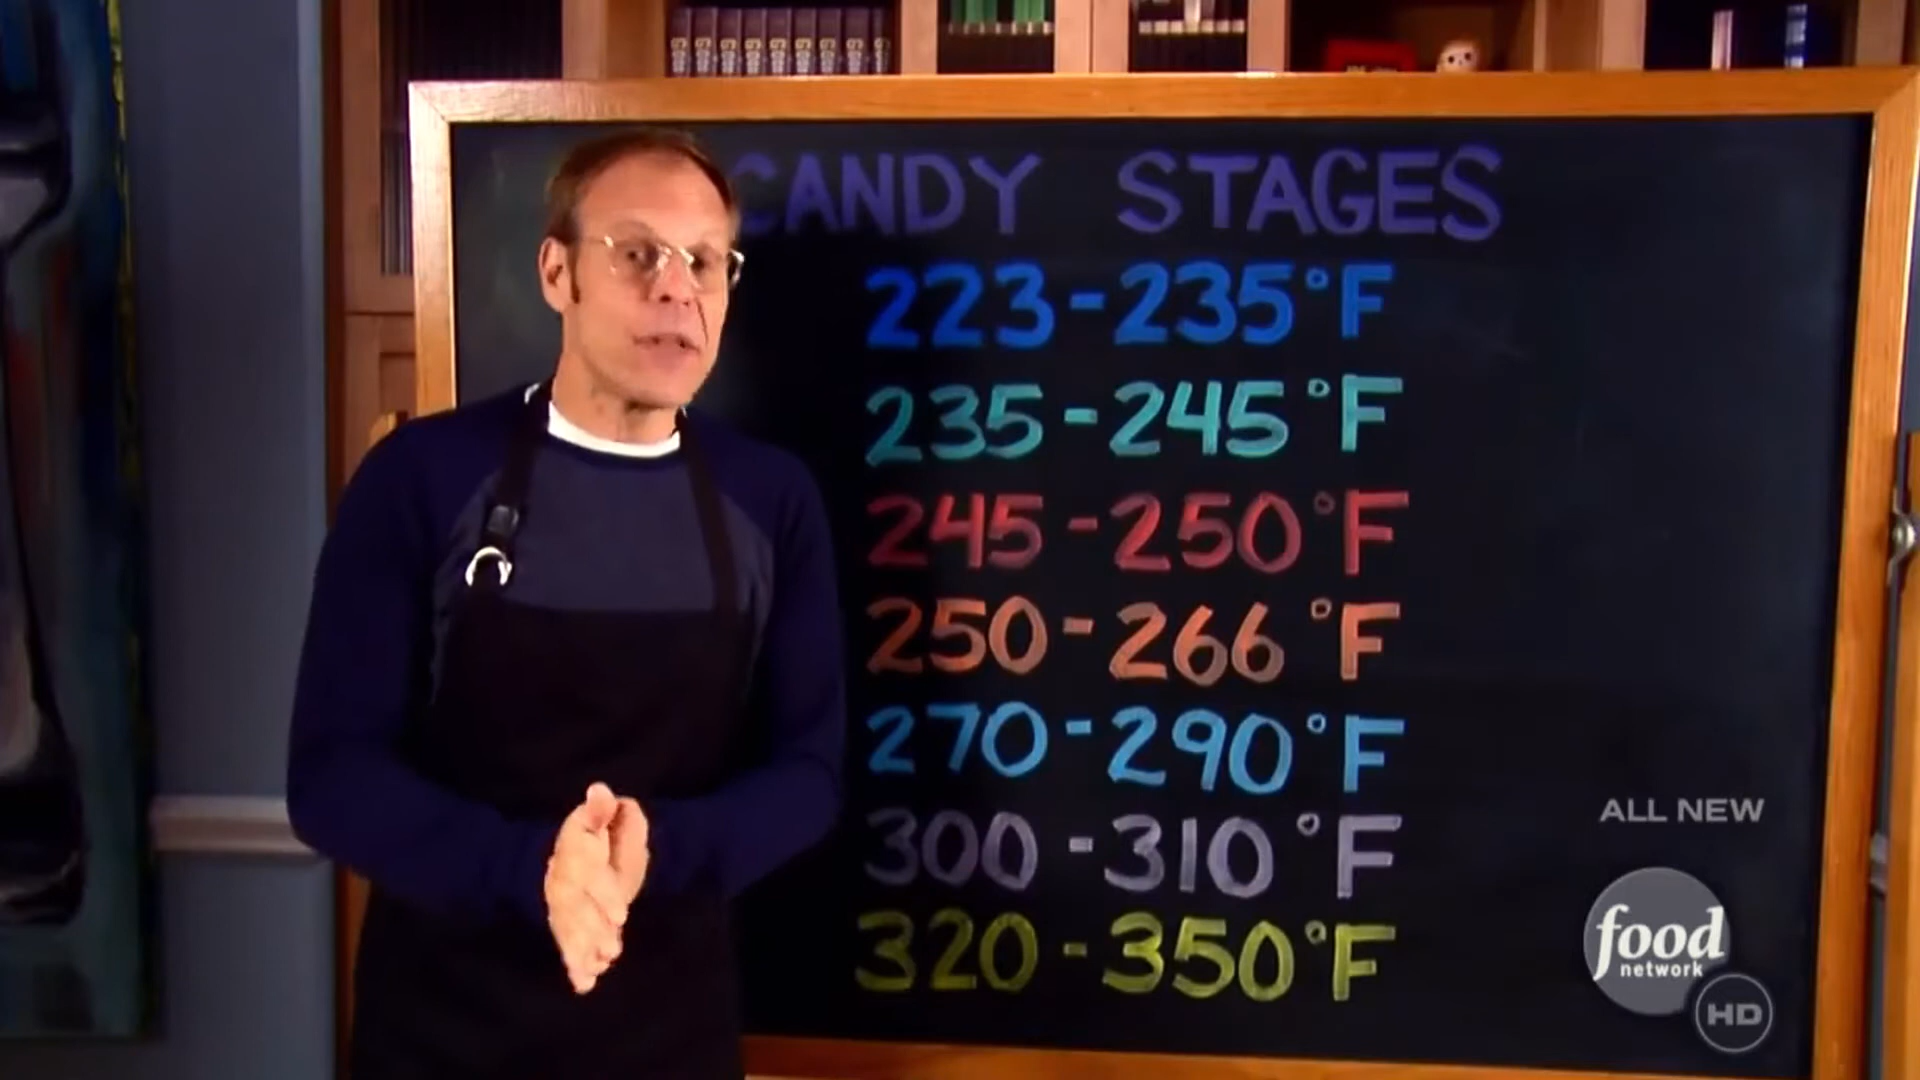 CANDY STAGES
223-235°F
235-245°F
245-250°F
250-266°F
270-290°F
300-310°F
320-350°F
ALL NEW
food
network
HD